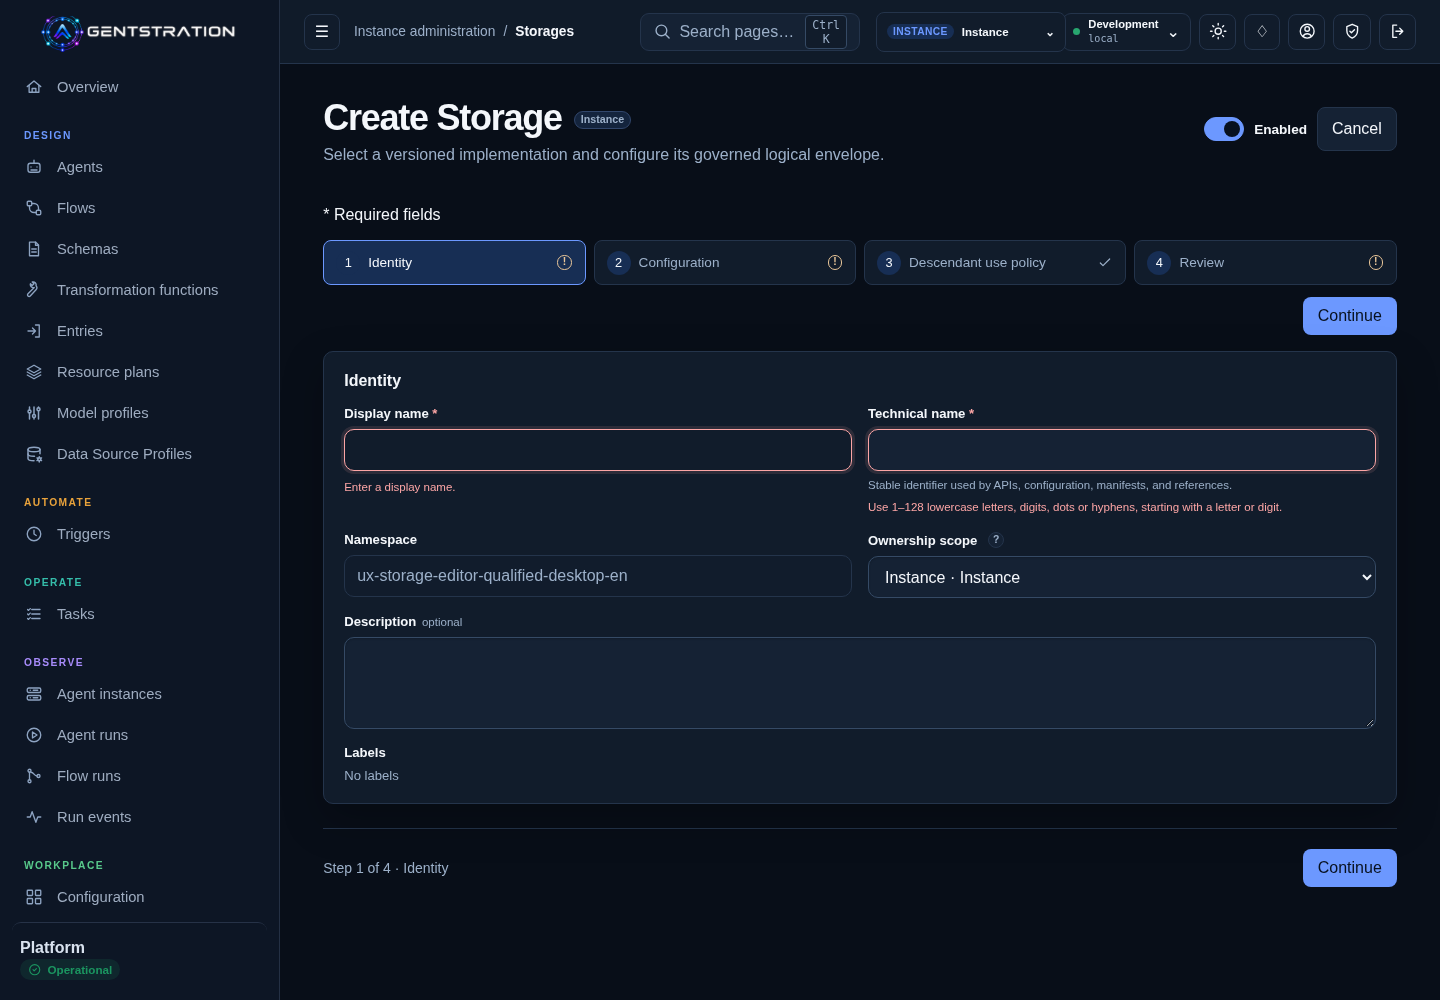 GENTSTRATION
Overview
DESIGN
Agents
Flows
Schemas
Transformation functions
Entries
Resource plans
Model profiles
Data Source Profiles
AUTOMATE
Triggers
OPERATE
Tasks
OBSERVE
Agent instances
Agent runs
Flow runs
Run events
WORKPLACE
Configuration
Platform
Operational
Instance administration / Storages
Search pages…
Ctrl
K
INSTANCE Instance
Development
local
Create Storage Instance
Select a versioned implementation and configure its governed logical envelope.
Enabled
Cancel
* Required fields
1 Identity
2 Configuration
3 Descendant use policy
4 Review
Continue
Identity
Display name *
Enter a display name.
Technical name *
Stable identifier used by APIs, configuration, manifests, and references.
Use 1–128 lowercase letters, digits, dots or hyphens, starting with a letter or digit.
Namespace
ux-storage-editor-qualified-desktop-en
Ownership scope ?
Instance · Instance
Description optional
Labels
No labels
Step 1 of 4 · Identity
Continue